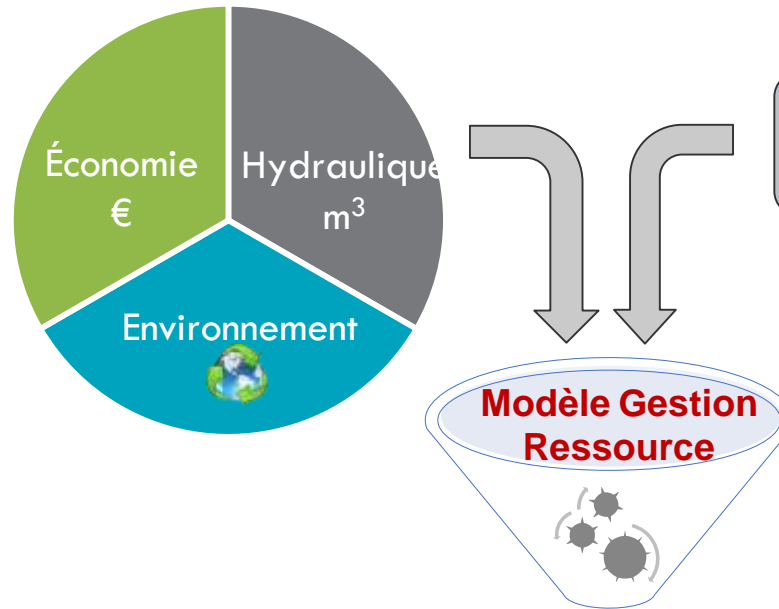 Économie
€
Hydraulique
m³
Environnement
Modèle Gestion
Ressource